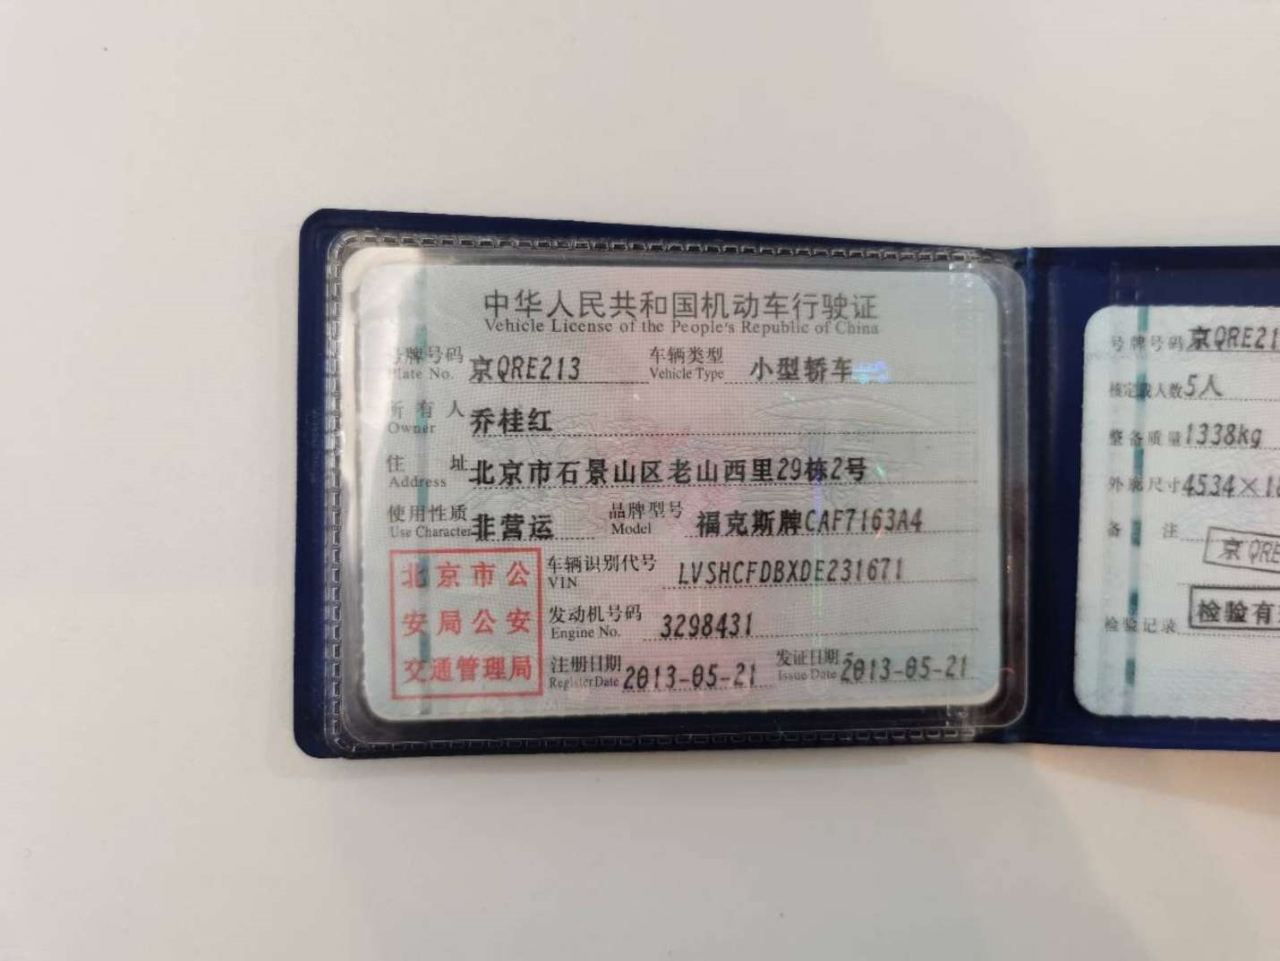 中华人民共和国机动车行驶证
Vehicle License of the People's Republic of China
号牌号码 京QRE213 车辆类型 小型轿车
Plate No. Vehicle Type
所有人 乔桂红
Owner
住址 北京市石景山区老山西里29栋2号
Address
使用性质 非营运 品牌型号 福克斯牌CAF7163A4
Use Character Model
北京市公安局公安交通管理局
车辆识别代号 LVSHCFDBXDE231671
VIN
发动机号码 3298431
Engine No.
注册日期 2013-05-21 发证日期 2013-05-21
Register Date Issue Date
号牌号码 京QRE21
核定载人数 5人
整备质量 1338kg
外廓尺寸 4534×18
备注
京QRE
检验记录 检验有